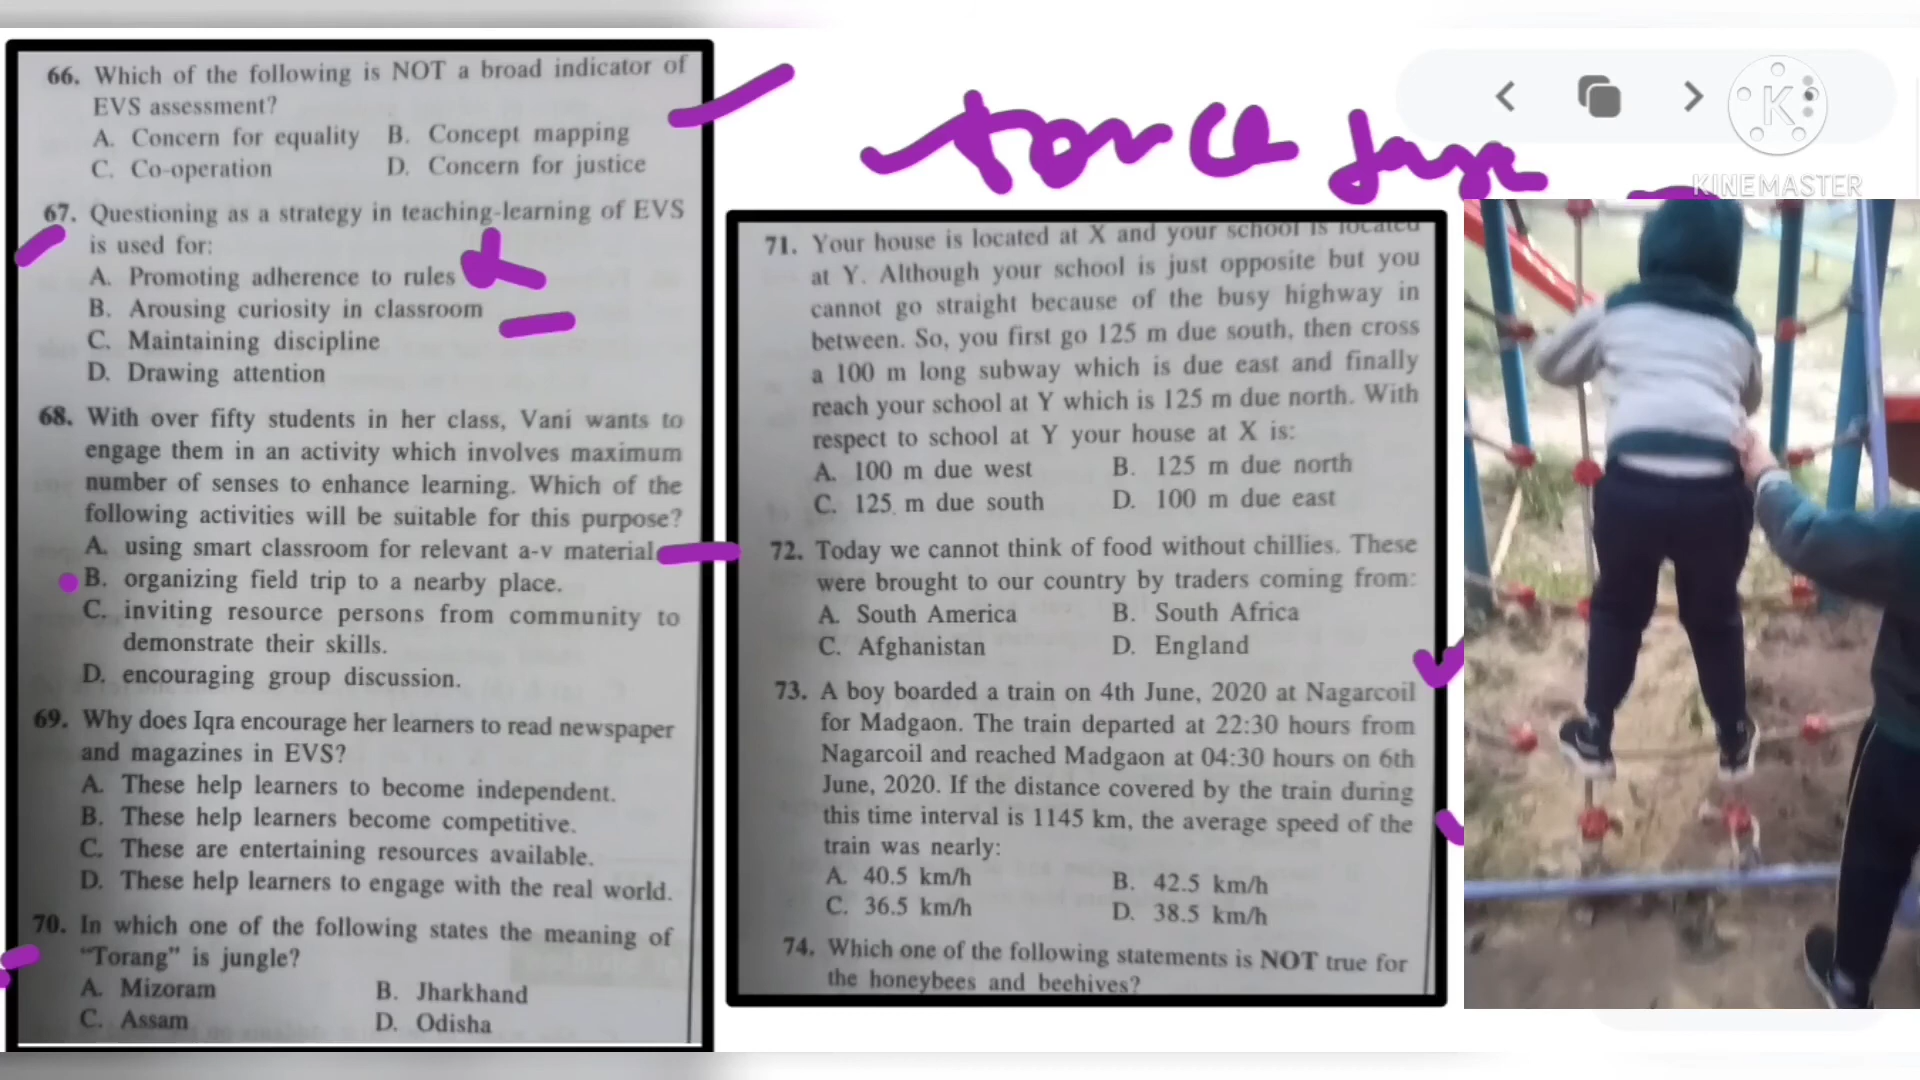 66. Which of the following is NOT a broad indicator of
EVS assessment?
A. Concern for equality B. Concept mapping
C. Co-operation D. Concern for justice
67. Questioning as a strategy in teaching-learning of EVS
is used for:
A. Promoting adherence to rules
B. Arousing curiosity in classroom
C. Maintaining discipline
D. Drawing attention
68. With over fifty students in her class, Vani wants to
engage them in an activity which involves maximum
number of senses to enhance learning. Which of the
following activities will be suitable for this purpose?
A. using smart classroom for relevant a-v material
B. organizing field trip to a nearby place.
C. inviting resource persons from community to
demonstrate their skills.
D. encouraging group discussion.
69. Why does Iqra encourage her learners to read newspaper
and magazines in EVS?
A. These help learners to become independent.
B. These help learners become competitive.
C. These are entertaining resources available.
D. These help learners to engage with the real world.
70. In which one of the following states the meaning of
“Torang” is jungle?
A. Mizoram B. Jharkhand
C. Assam D. Odisha
KINEMASTER
71. Your house is located at X and your school is located
at Y. Although your school is just opposite but you
cannot go straight because of the busy highway in
between. So, you first go 125 m due south, then cross
a 100 m long subway which is due east and finally
reach your school at Y which is 125 m due north. With
respect to school at Y your house at X is:
A. 100 m due west B. 125 m due north
C. 125 m due south D. 100 m due east
72. Today we cannot think of food without chillies. These
were brought to our country by traders coming from:
A. South America B. South Africa
C. Afghanistan D. England
73. A boy boarded a train on 4th June, 2020 at Nagarcoil
for Madgaon. The train departed at 22:30 hours from
Nagarcoil and reached Madgaon at 04:30 hours on 6th
June, 2020. If the distance covered by the train during
this time interval is 1145 km, the average speed of the
train was nearly:
A. 40.5 km/h B. 42.5 km/h
C. 36.5 km/h D. 38.5 km/h
74. Which one of the following statements is NOT true for
the honeybees and beehives?